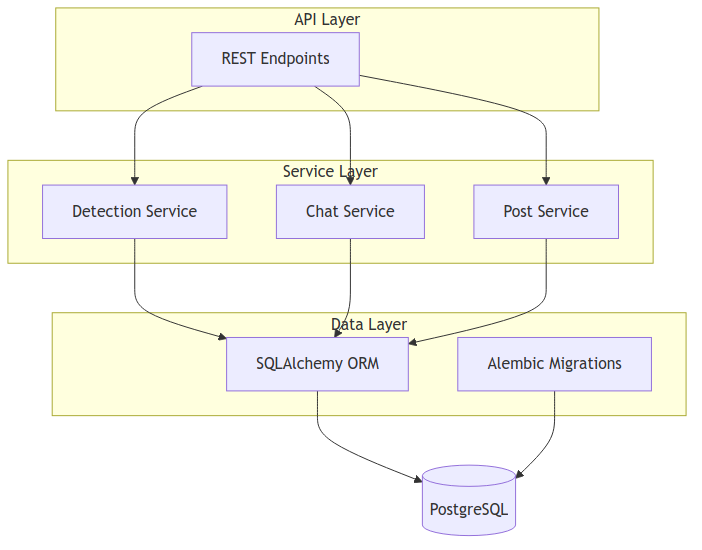 API Layer
REST Endpoints
Service Layer
Detection Service
Chat Service
Post Service
Data Layer
SQLAlchemy ORM
Alembic Migrations
PostgreSQL